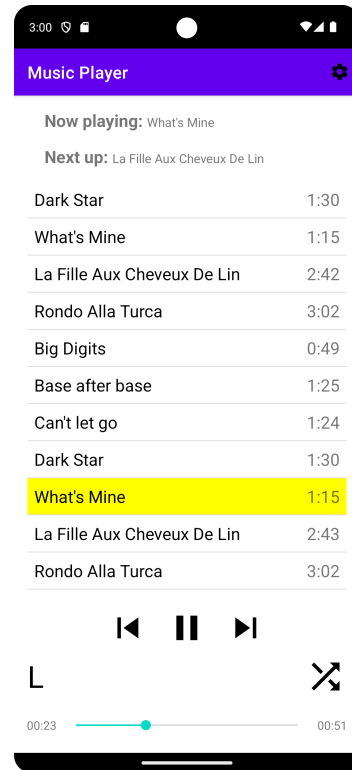 3:00
Music Player
Now playing: What's Mine
Next up: La Fille Aux Cheveux De Lin
Dark Star 1:30
What's Mine 1:15
La Fille Aux Cheveux De Lin 2:42
Rondo Alla Turca 3:02
Big Digits 0:49
Base after base 1:25
Can't let go 1:24
Dark Star 1:30
What's Mine 1:15
La Fille Aux Cheveux De Lin 2:43
Rondo Alla Turca 3:02
L
00:23 00:51